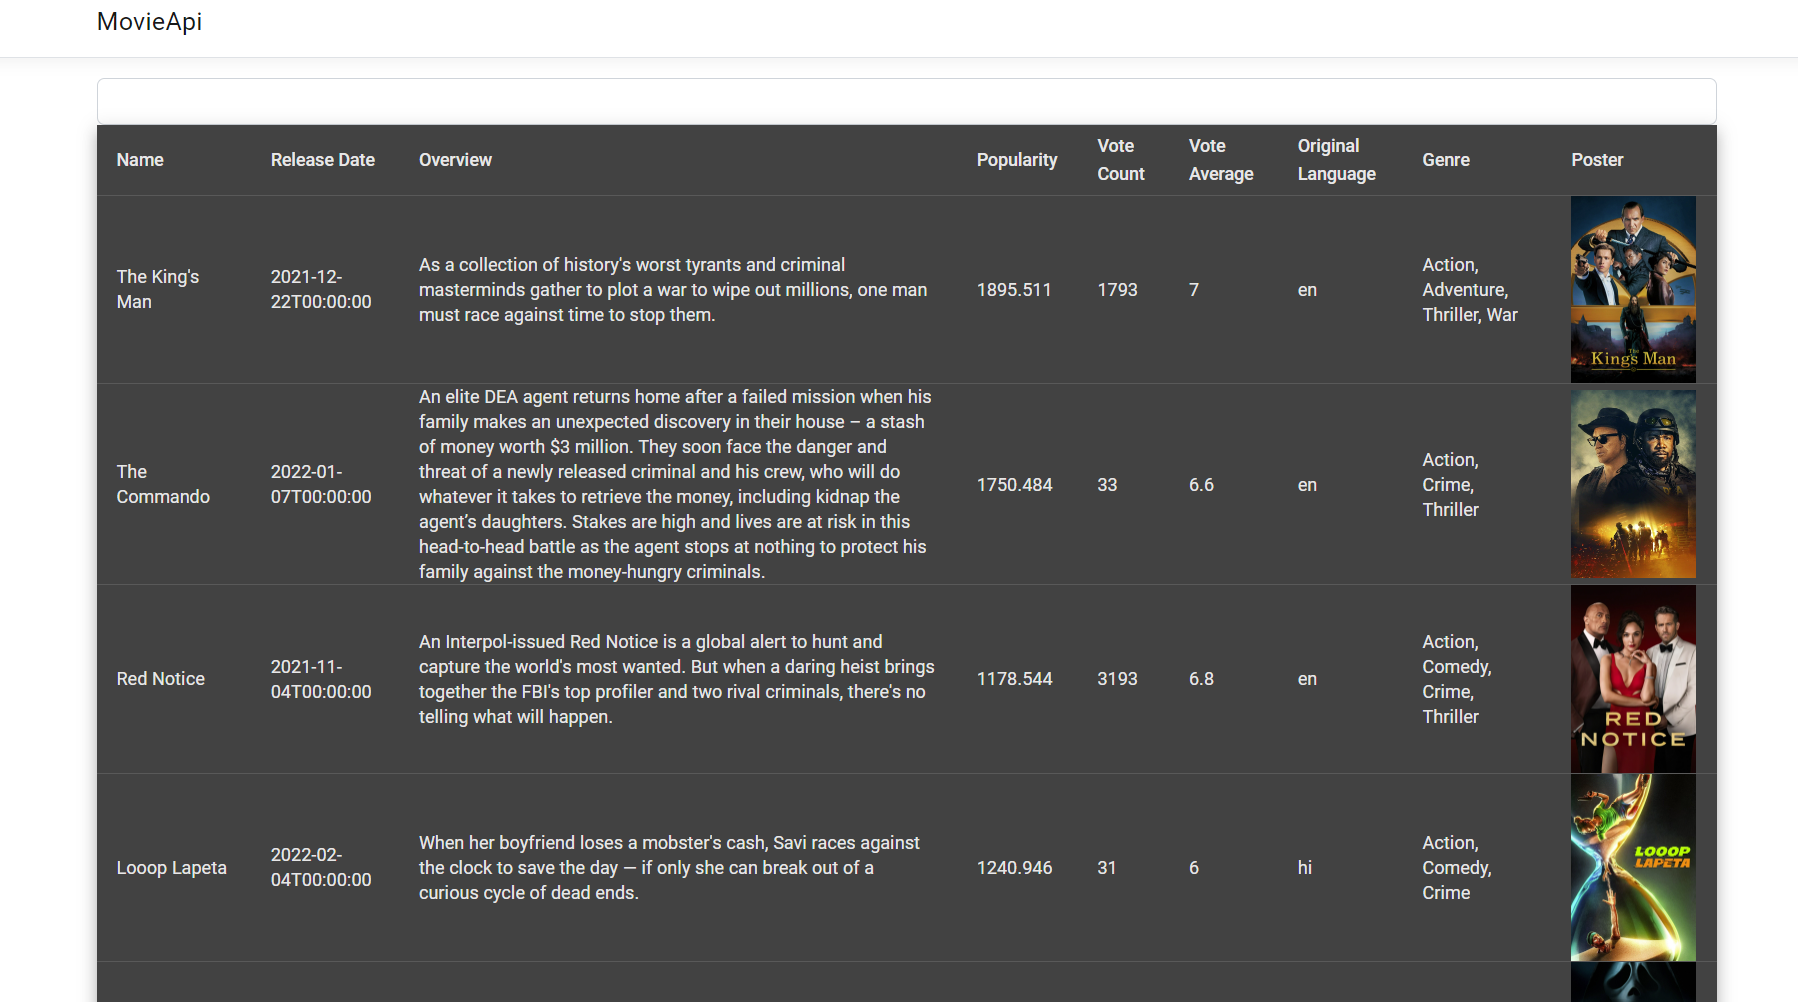 MovieApi
Name
Release Date
Overview
Popularity
Vote
Count
Vote
Average
Original
Language
Genre
Poster
The King's
Man
2021-12-
22T00:00:00
As a collection of history's worst tyrants and criminal
masterminds gather to plot a war to wipe out millions, one man
must race against time to stop them.
1895.511
1793
7
en
Action,
Adventure,
Thriller, War
The
King's Man
The
Commando
2022-01-
07T00:00:00
An elite DEA agent returns home after a failed mission when his
family makes an unexpected discovery in their house – a stash
of money worth $3 million. They soon face the danger and
threat of a newly released criminal and his crew, who will do
whatever it takes to retrieve the money, including kidnap the
agent’s daughters. Stakes are high and lives are at risk in this
head-to-head battle as the agent stops at nothing to protect his
family against the money-hungry criminals.
1750.484
33
6.6
en
Action,
Crime,
Thriller
Red Notice
2021-11-
04T00:00:00
An Interpol-issued Red Notice is a global alert to hunt and
capture the world's most wanted. But when a daring heist brings
together the FBI's top profiler and two rival criminals, there's no
telling what will happen.
1178.544
3193
6.8
en
Action,
Comedy,
Crime,
Thriller
RED
NOTICE
Looop Lapeta
2022-02-
04T00:00:00
When her boyfriend loses a mobster's cash, Savi races against
the clock to save the day — if only she can break out of a
curious cycle of dead ends.
1240.946
31
6
hi
Action,
Comedy,
Crime
LOOOP
LAPETA